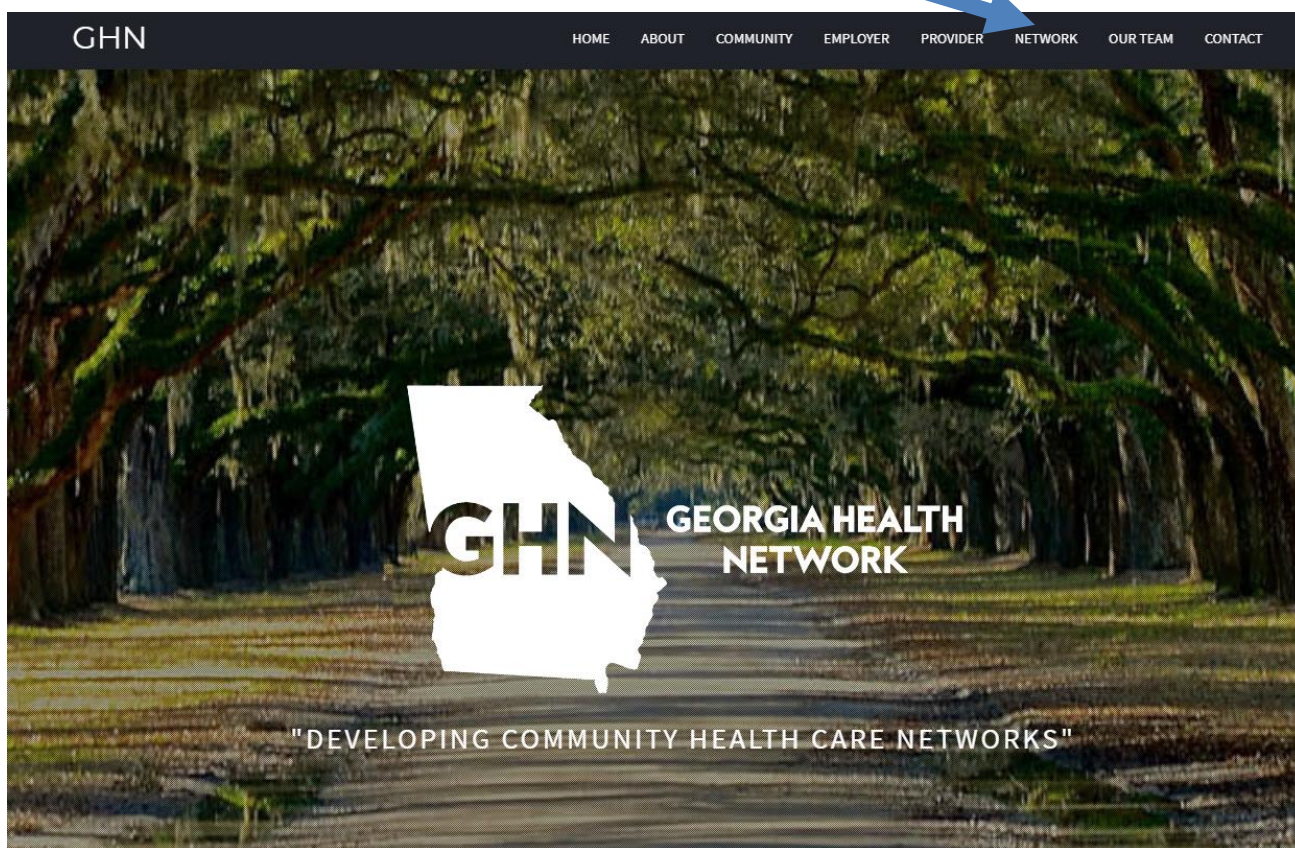 GHN HOME ABOUT COMMUNITY EMPLOYER PROVIDER NETWORK OUR TEAM CONTACT
GHN
GEORGIA HEALTH
NETWORK
"DEVELOPING COMMUNITY HEALTH CARE NETWORKS"